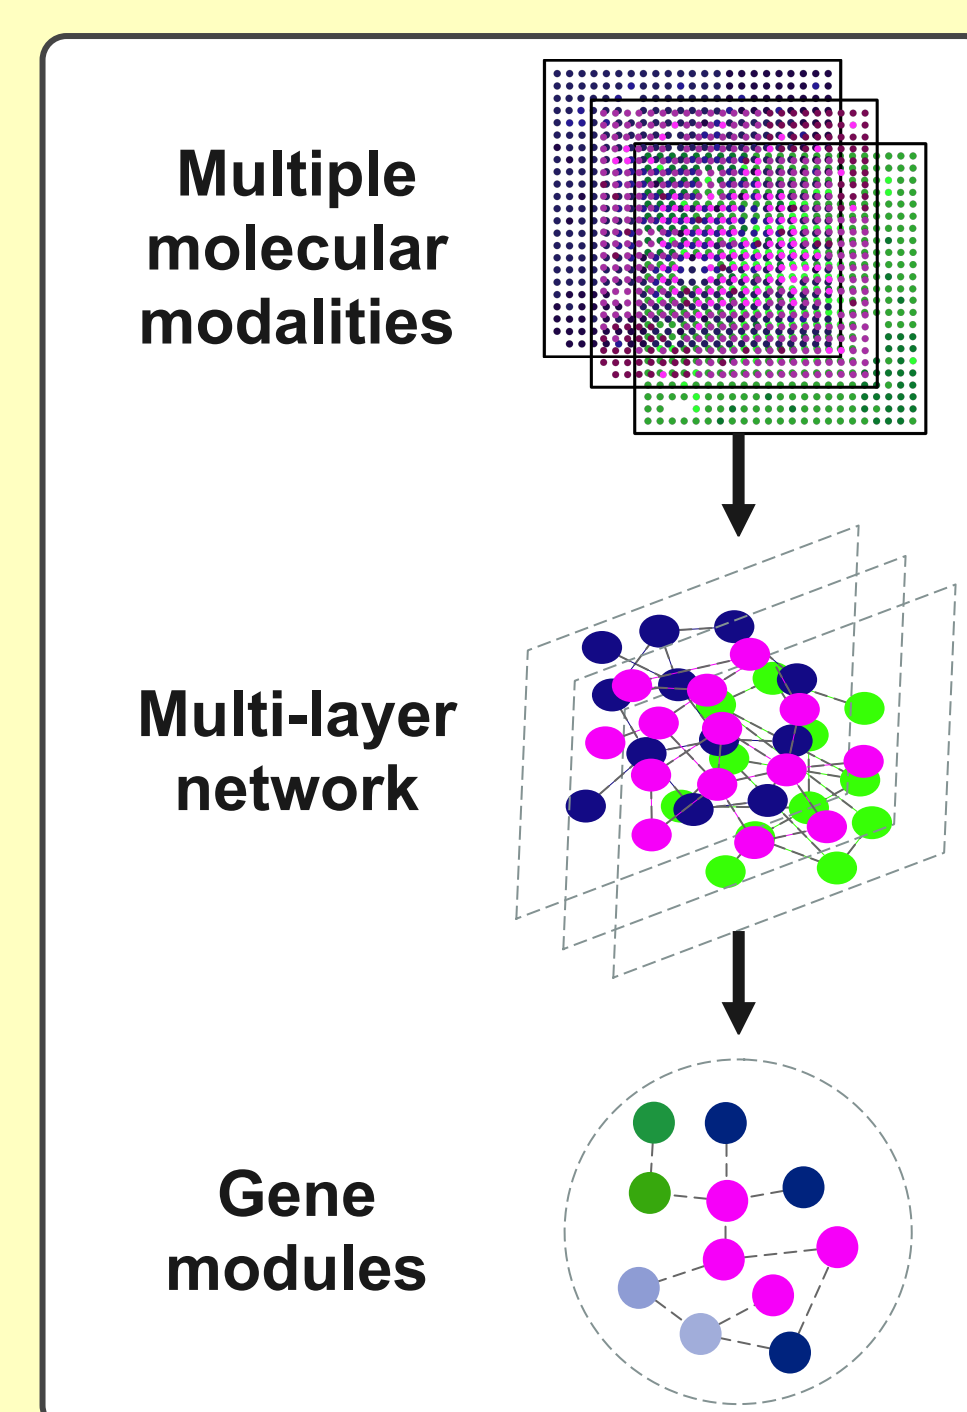 Multiple
molecular
modalities
Multi-layer
network
Gene
modules